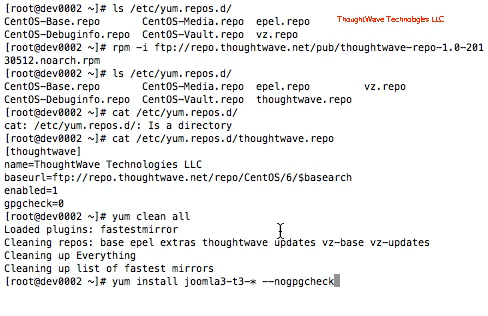 [root@dev0002 ~]# ls /etc/yum.repos.d/
ThoughtWave Technologies LLC
CentOS-Base.repo CentOS-Media.repo epel.repo
CentOS-Debuginfo.repo CentOS-Vault.repo vz.repo
[root@dev0002 ~]# rpm -i ftp://repo.thoughtwave.net/pub/thoughtwave-repo-1.0-201
30512.noarch.rpm
[root@dev0002 ~]# ls /etc/yum.repos.d/
CentOS-Base.repo CentOS-Media.repo epel.repo vz.repo
CentOS-Debuginfo.repo CentOS-Vault.repo thoughtwave.repo
[root@dev0002 ~]# cat /etc/yum.repos.d/
cat: /etc/yum.repos.d/: Is a directory
[root@dev0002 ~]# cat /etc/yum.repos.d/thoughtwave.repo
[thoughtwave]
name=ThoughtWave Technologies LLC
baseurl=ftp://repo.thoughtwave.net/repo/CentOS/6/$basearch
enabled=1
gpgcheck=0
[root@dev0002 ~]# yum clean all
Loaded plugins: fastestmirror
Cleaning repos: base epel extras thoughtwave updates vz-base vz-updates
Cleaning up Everything
Cleaning up list of fastest mirrors
[root@dev0002 ~]# yum install joomla3-t3-* --nogpgcheck